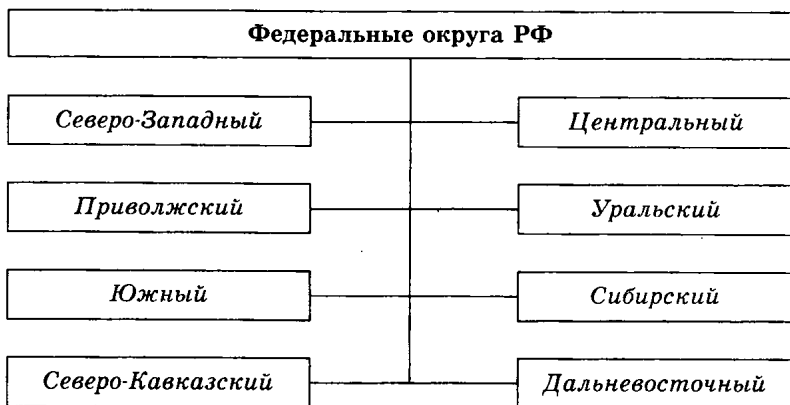 Федеральные округа РФ
Северо-Западный
Центральный
Приволжский
Уральский
Южный
Сибирский
Северо-Кавказский
Дальневосточный